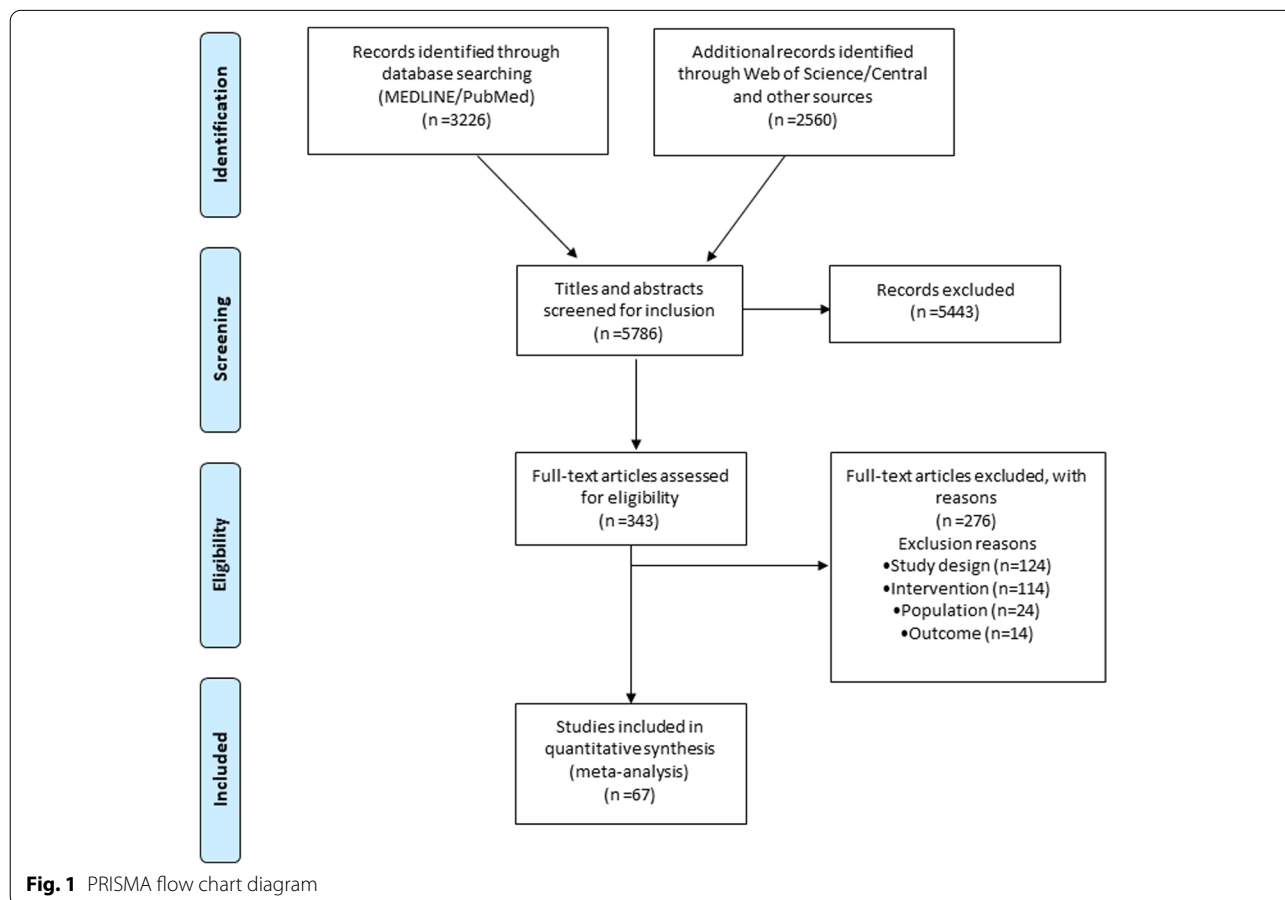 Identification
Records identified through
database searching
(MEDLINE/PubMed)
(n =3226)
Additional records identified
through Web of Science/Central
and other sources
(n =2560)
Screening
Titles and abstracts
screened for inclusion
(n =5786)
Records excluded
(n =5443)
Eligibility
Full-text articles assessed
for eligibility
(n =343)
Full-text articles excluded, with
reasons
(n =276)
Exclusion reasons
•Study design (n=124)
•Intervention (n=114)
•Population (n=24)
•Outcome (n=14)
Included
Studies included in
quantitative synthesis
(meta-analysis)
(n =67)
Fig. 1 PRISMA flow chart diagram